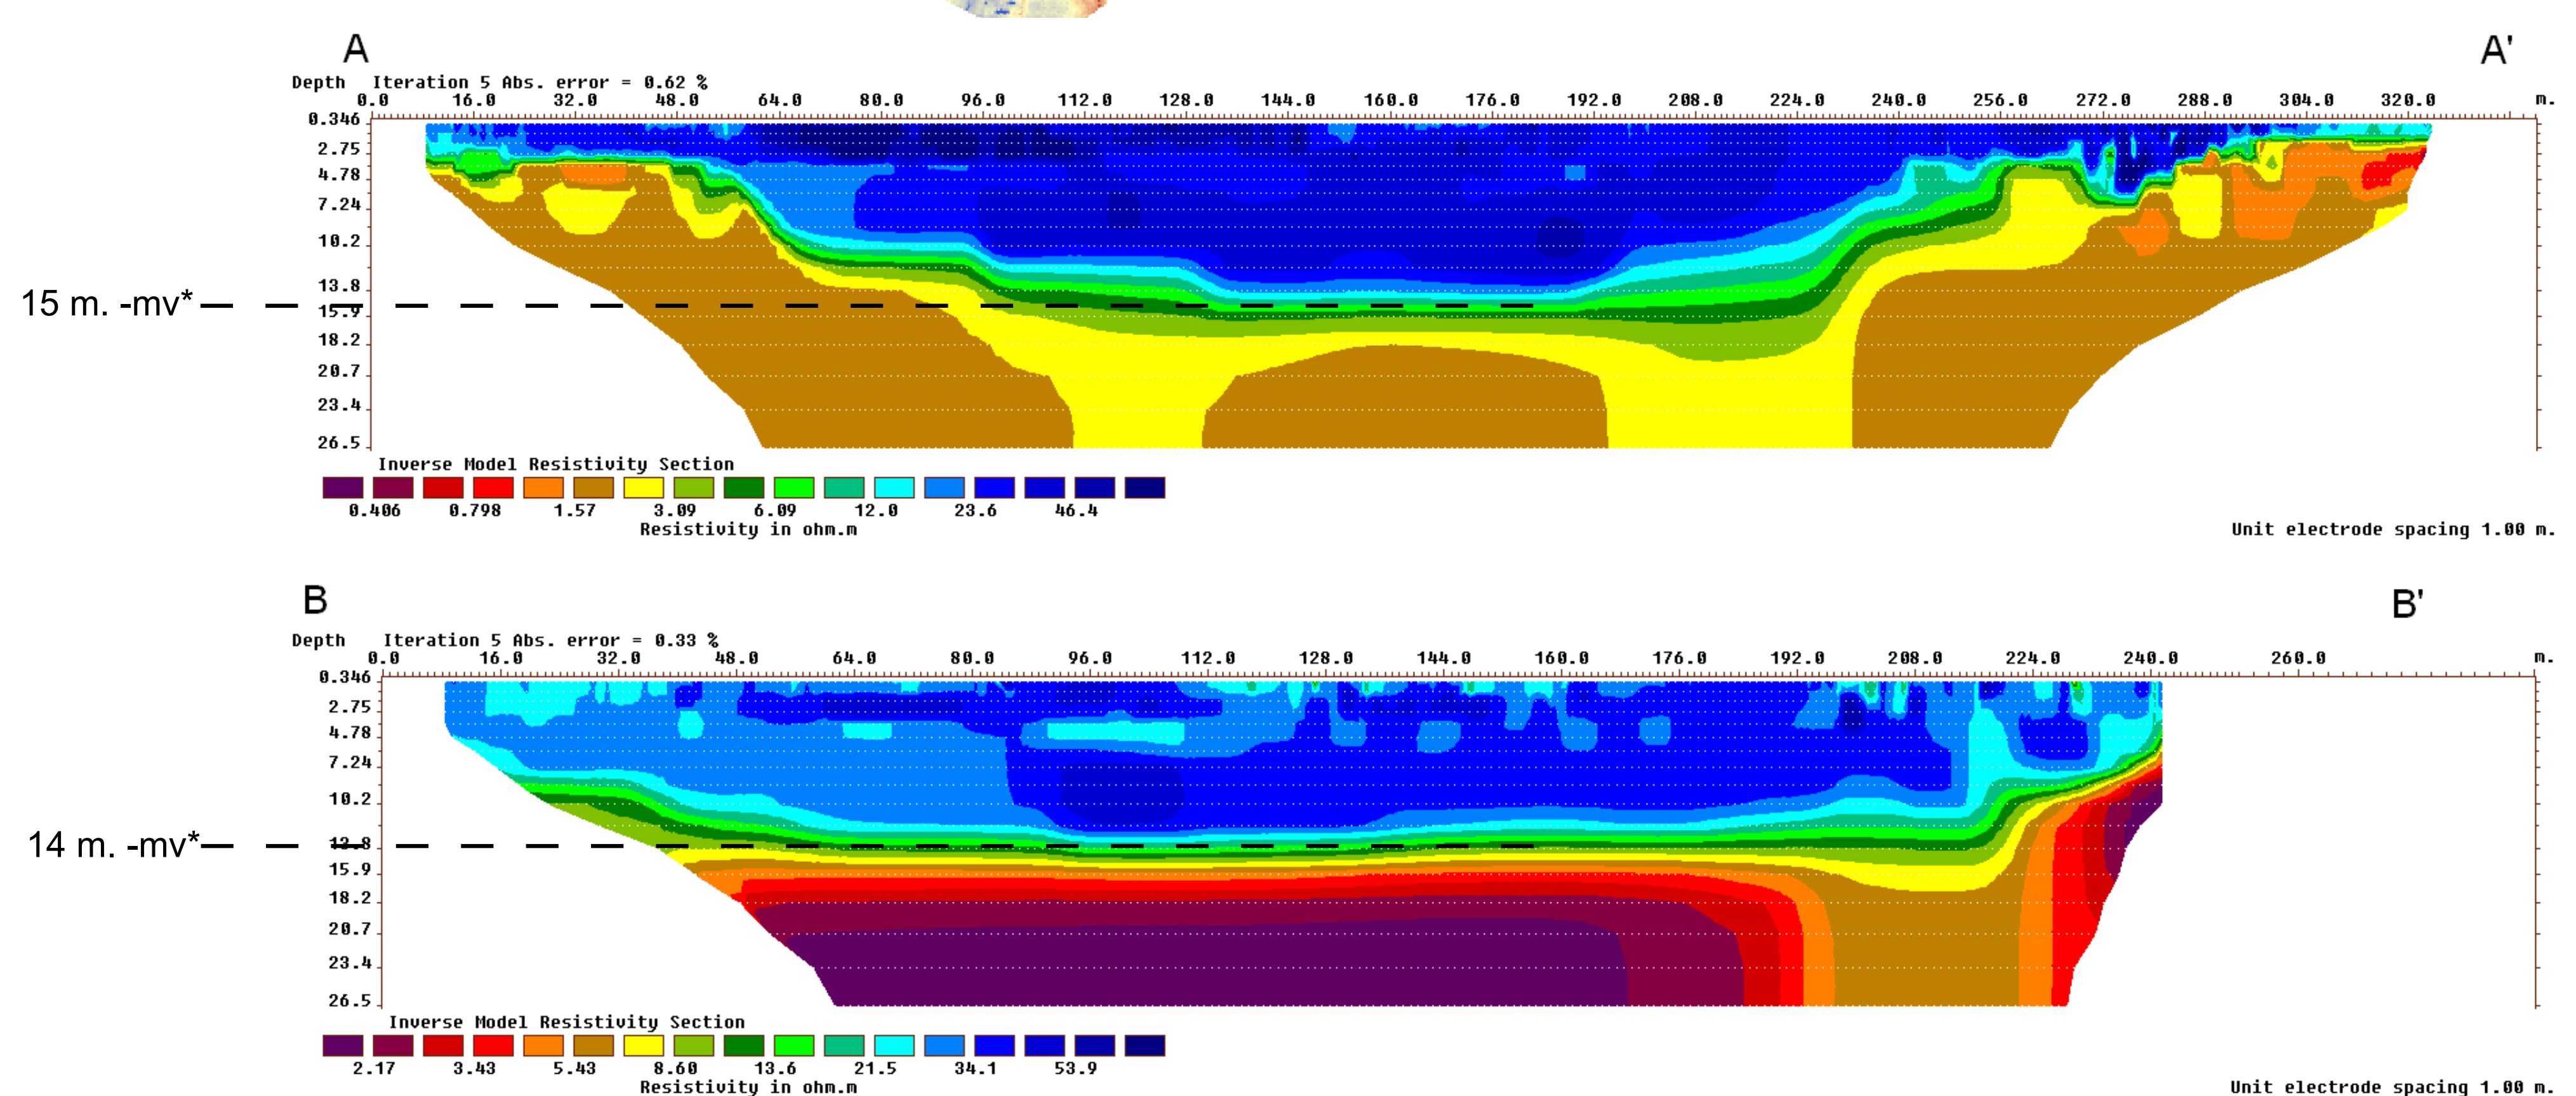 A A'
Depth Iteration 5 Abs. error = 0.62 %
0.0 16.0 32.0 48.0 64.0 80.0 96.0 112.0 128.0 144.0 160.0 176.0 192.0 208.0 224.0 240.0 256.0 272.0 288.0 304.0 320.0 m.
0.346
2.75
4.78
7.24
10.2
13.8
15 m. -mv*
15.9
18.2
20.7
23.4
26.5
Inverse Model Resistivity Section
0.406 0.798 1.57 3.09 6.09 12.0 23.6 46.4
Resistivity in ohm.m
Unit electrode spacing 1.00 m.
B B'
Depth Iteration 5 Abs. error = 0.33 %
0.0 16.0 32.0 48.0 64.0 80.0 96.0 112.0 128.0 144.0 160.0 176.0 192.0 208.0 224.0 240.0 260.0 m.
0.346
2.75
4.78
7.24
10.2
14 m. -mv* 13.8
15.9
18.2
20.7
23.4
26.5
Inverse Model Resistivity Section
2.17 3.43 5.43 8.60 13.6 21.5 34.1 53.9
Resistivity in ohm.m
Unit electrode spacing 1.00 m.